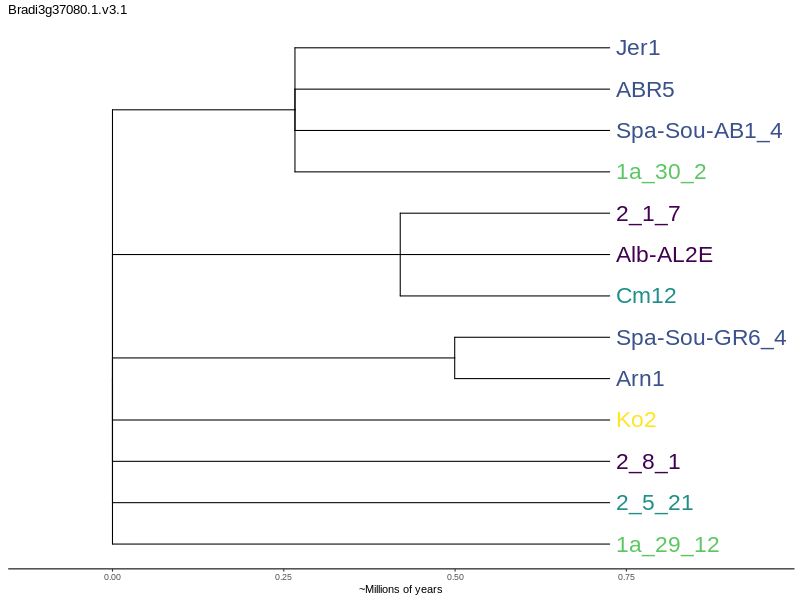 Bradi3g37080.1.v3.1
Jer1
ABR5
Spa-Sou-AB1_4
1a_30_2
2_1_7
Alb-AL2E
Cm12
Spa-Sou-GR6_4
Arn1
Ko2
2_8_1
2_5_21
1a_29_12
0.00 0.25 0.50 0.75
~Millions of years